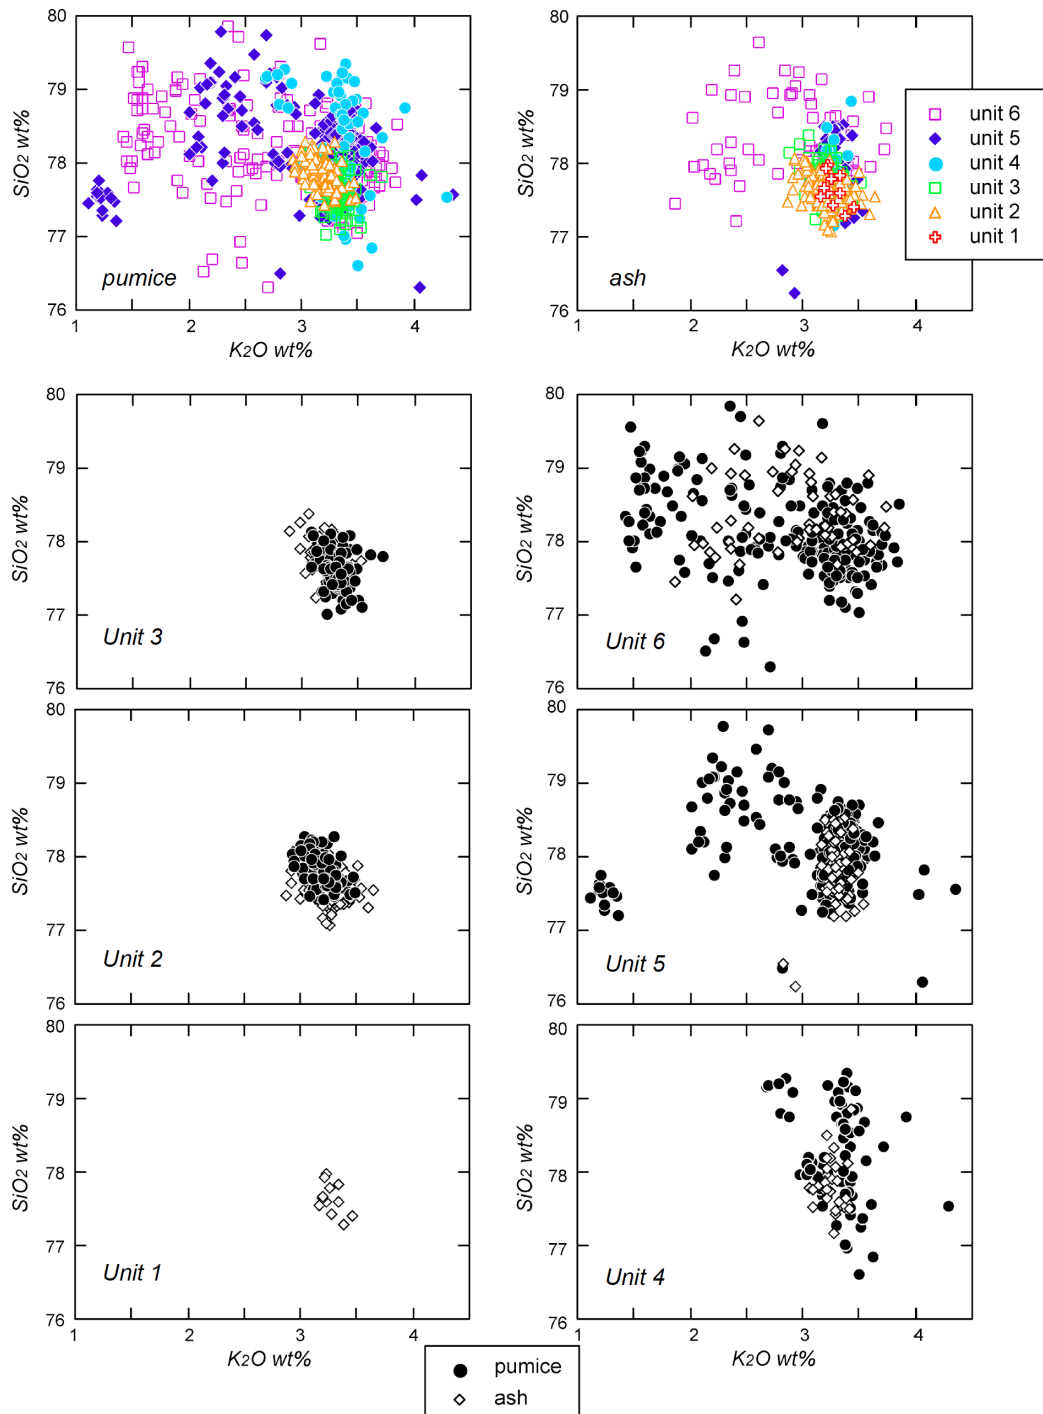 80
79
78
77
76
SiO2 wt%
pumice
1
2
3
4
K2O wt%
80
79
78
77
76
SiO2 wt%
ash
1
2
3
4
K2O wt%
unit 6
unit 5
unit 4
unit 3
unit 2
unit 1
80
79
78
77
76
SiO2 wt%
Unit 3
80
79
78
77
76
SiO2 wt%
Unit 6
80
79
78
77
76
SiO2 wt%
Unit 2
80
79
78
77
76
SiO2 wt%
Unit 5
80
79
78
77
76
SiO2 wt%
Unit 1
1
2
3
4
K2O wt%
80
79
78
77
76
SiO2 wt%
Unit 4
1
2
3
4
K2O wt%
pumice
ash